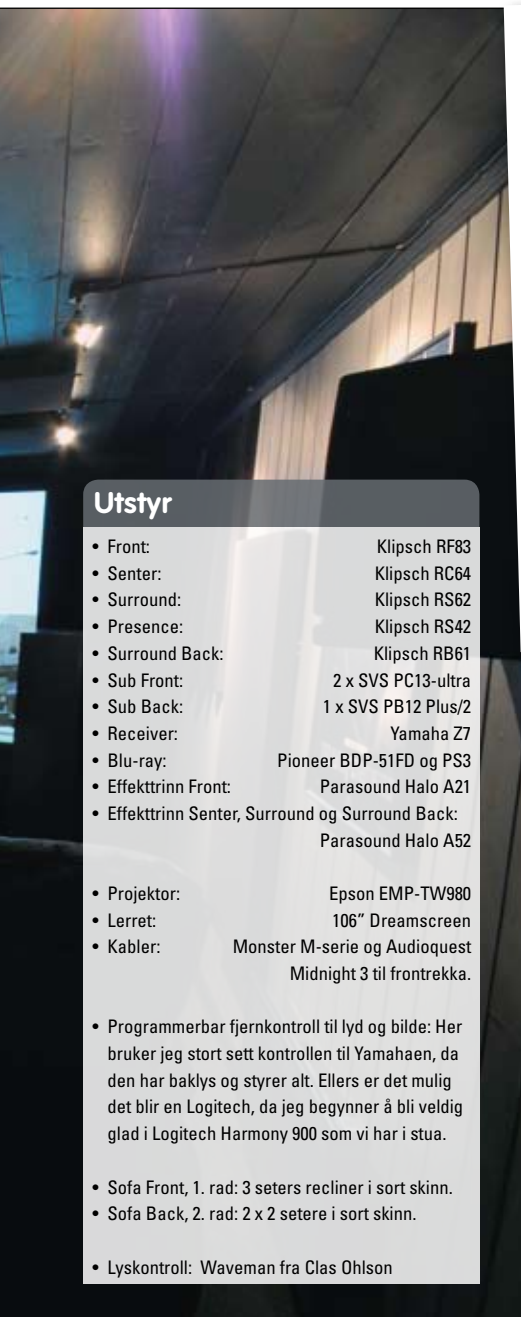 Utstyr
• Front: Klipsch RF83
• Senter: Klipsch RC64
• Surround: Klipsch RS62
• Presence: Klipsch RS42
• Surround Back: Klipsch RB61
• Sub Front: 2 x SVS PC13-ultra
• Sub Back: 1 x SVS PB12 Plus/2
• Receiver: Yamaha Z7
• Blu-ray: Pioneer BDP-51FD og PS3
• Effekttrinn Front: Parasound Halo A21
• Effekttrinn Senter, Surround og Surround Back:
Parasound Halo A52
• Projektor: Epson EMP-TW980
• Lerret: 106” Dreamscreen
• Kabler: Monster M-serie og Audioquest
Midnight 3 til frontrekka.
• Programmerbar fjernkontroll til lyd og bilde: Her
bruker jeg stort sett kontrollen til Yamahaen, da
den har baklys og styrer alt. Ellers er det mulig
det blir en Logitech, da jeg begynner å bli veldig
glad i Logitech Harmony 900 som vi har i stua.
• Sofa Front, 1. rad: 3 seters recliner i sort skinn.
• Sofa Back, 2. rad: 2 x 2 setere i sort skinn.
• Lyskontroll: Waveman fra Clas Ohlson